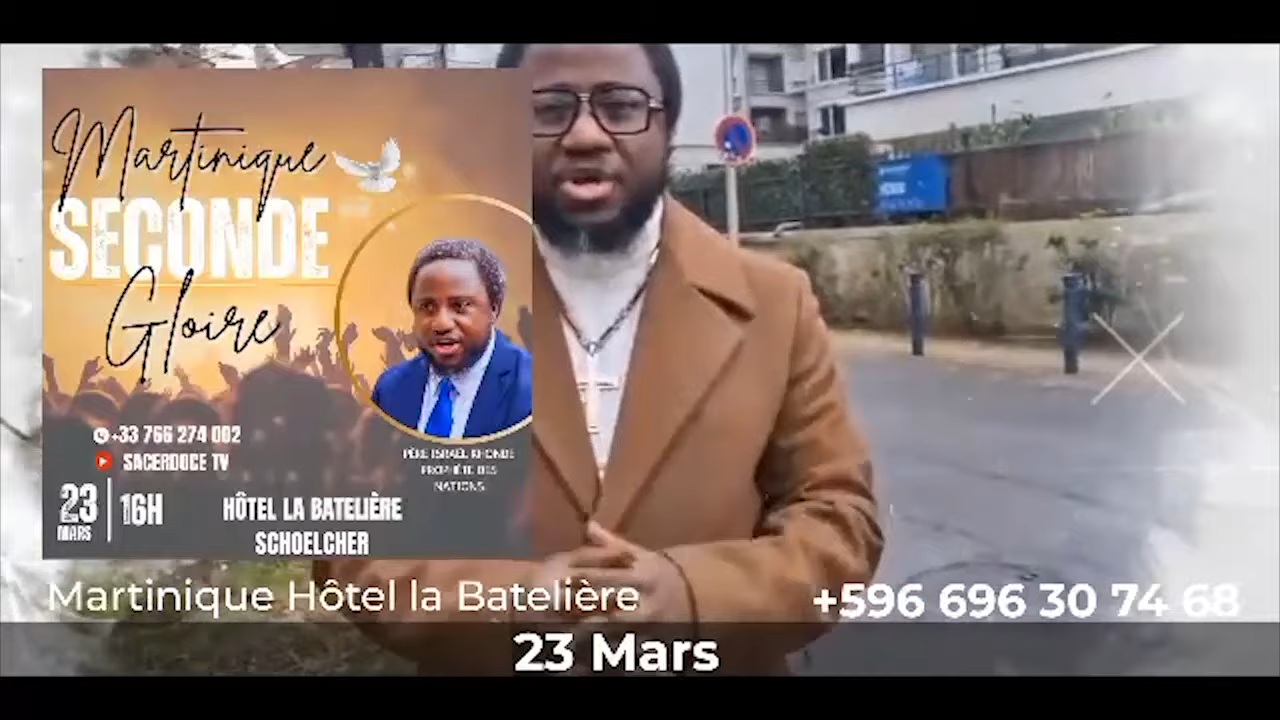 Martinique
SECONDE
Gloire
+33 766 274 002
SACERDOCE TV
PÈRE ISRAËL KHONDE
PROPHÈTE DES
NATIONS
23
MARS
16H
HÔTEL LA BATELIÈRE
SCHOELCHER
Martinique Hôtel la Batelière
+596 696 30 74 68
23 Mars